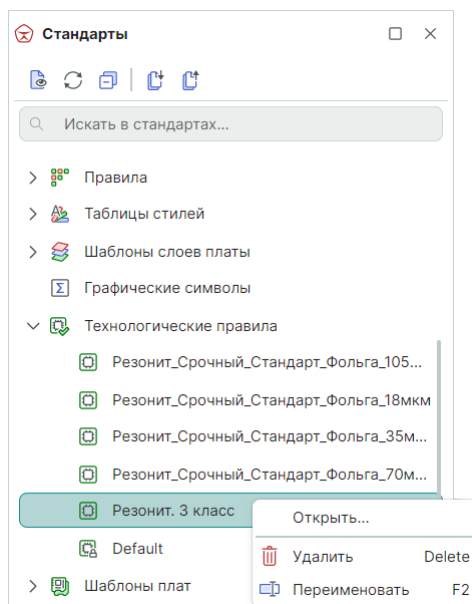 Стандарты
Искать в стандартах...
Правила
Таблицы стилей
Шаблоны слоев платы
Графические символы
Технологические правила
Резонит_Срочный_Стандарт_Фольга_105...
Резонит_Срочный_Стандарт_Фольга_18мкм
Резонит_Срочный_Стандарт_Фольга_35м...
Резонит_Срочный_Стандарт_Фольга_70м...
Резонит. 3 класс
Открыть...
Default
Удалить Delete
Шаблоны плат
Переименовать F2